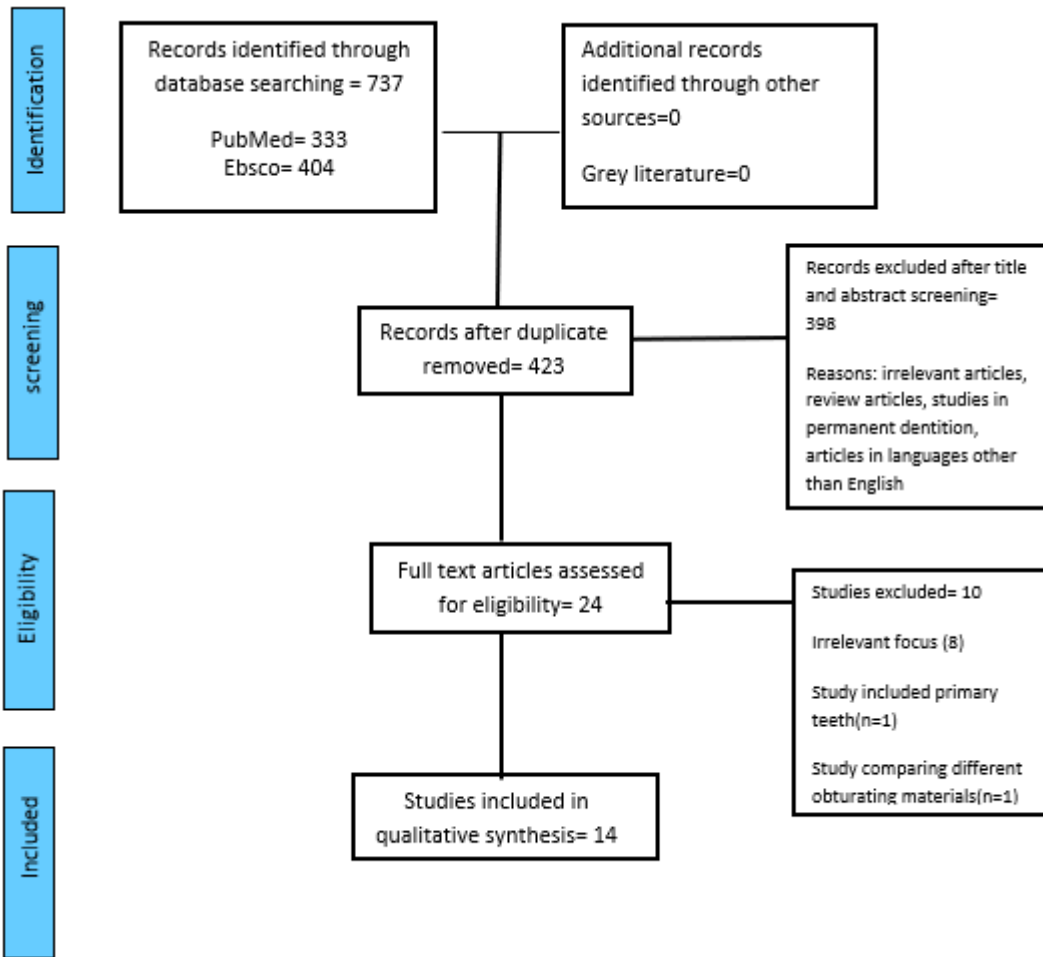 Identification
Records identified through
database searching = 737
PubMed= 333
Ebsco= 404
Additional records
identified through other
sources=0
Grey literature=0
screening
Records after duplicate
removed= 423
Records excluded after title
and abstract screening=
398
Reasons: irrelevant articles,
review articles, studies in
permanent dentition,
articles in languages other
than English
Eligibility
Full text articles assessed
for eligibility= 24
Studies excluded= 10
Irrelevant focus (8)
Study included primary
teeth(n=1)
Study comparing different
obturating materials(n=1)
Included
Studies included in
qualitative synthesis= 14